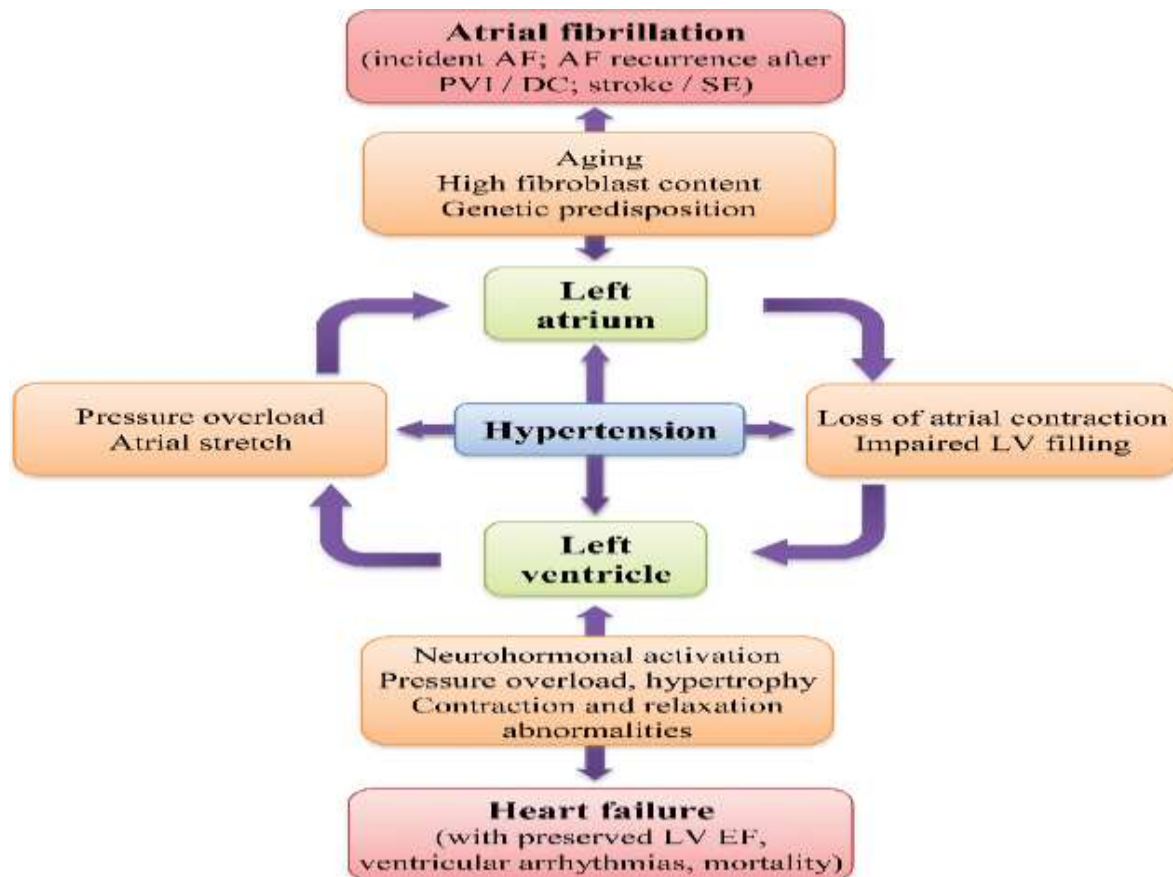 Atrial fibrillation
(incident AF; AF recurrence after
PVI / DC; stroke / SE)
Aging
High fibroblast content
Genetic predisposition
Left
atrium
Pressure overload
Atrial stretch
Hypertension
Loss of atrial contraction
Impaired LV filling
Left
ventricle
Neurohormonal activation
Pressure overload, hypertrophy
Contraction and relaxation
abnormalities
Heart failure
(with preserved LV EF,
ventricular arrhythmias, mortality)